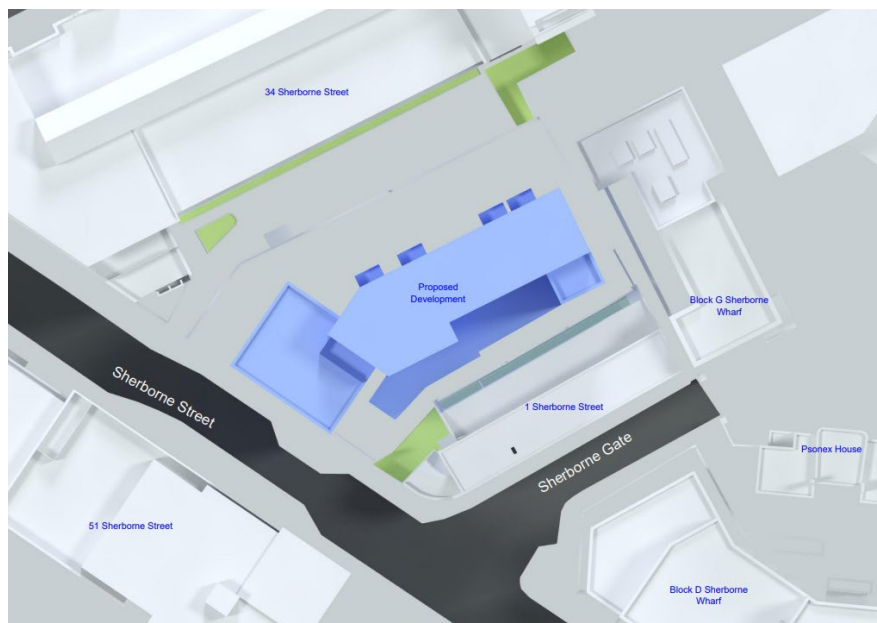 34 Sherborne Street
Proposed
Development
Block G Sherborne
Wharf
Sherborne Street
1 Sherborne Street
Sherborne Gate
Psonex House
51 Sherborne Street
Block D Sherborne
Wharf